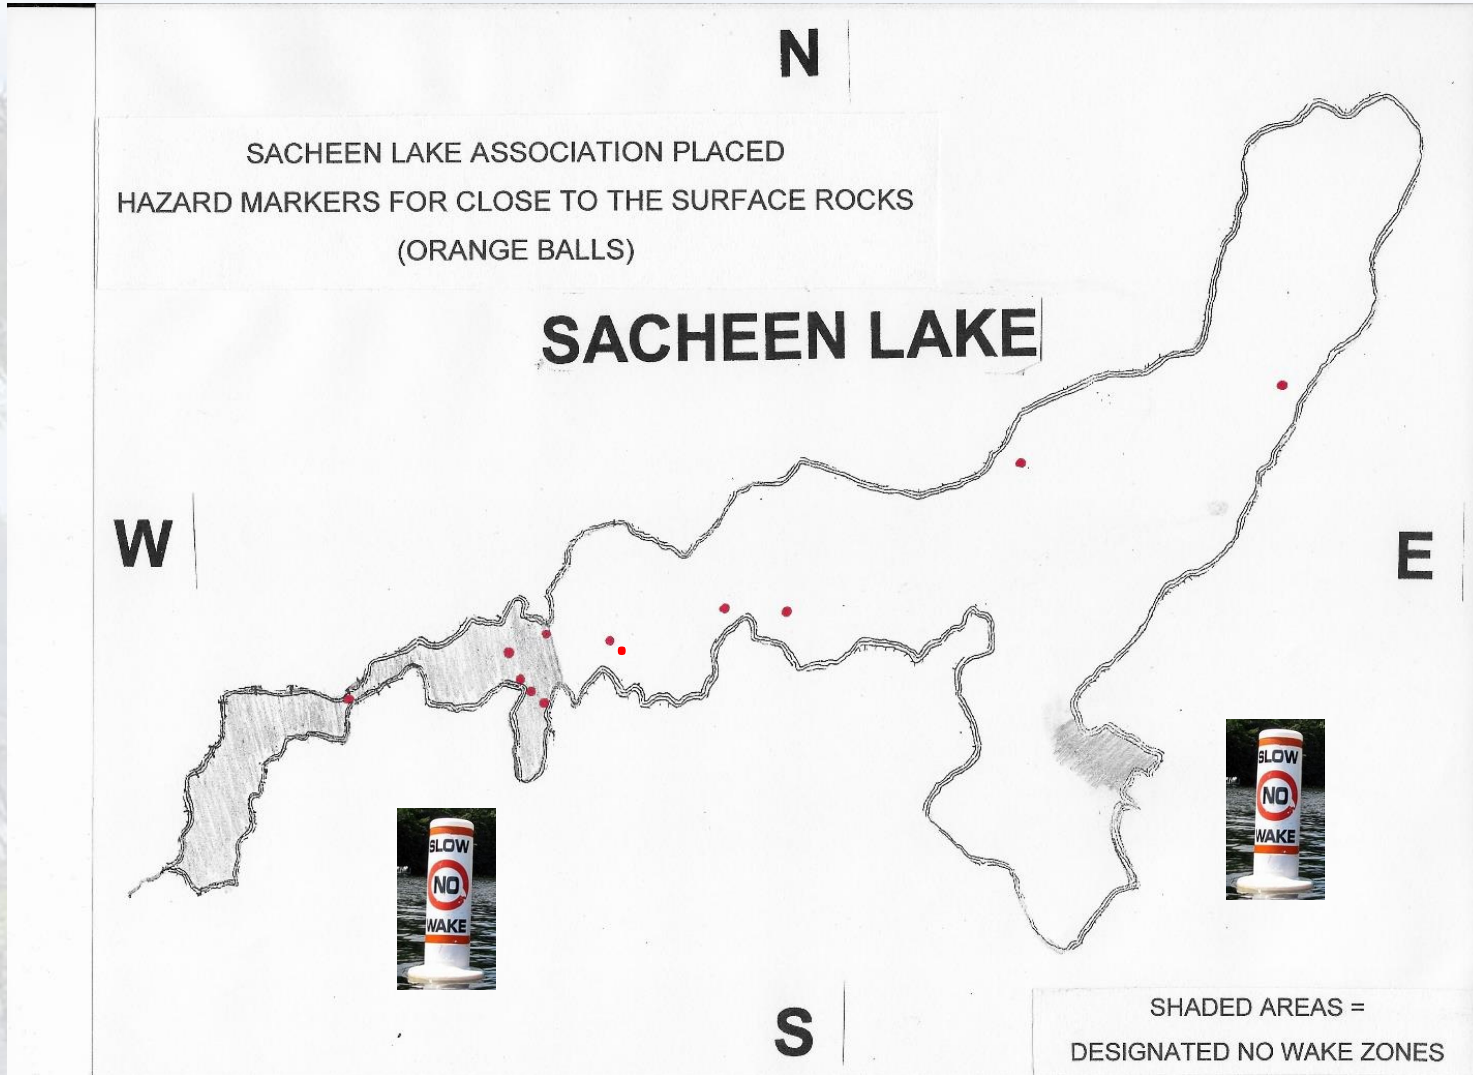 N
SACHEEN LAKE ASSOCIATION PLACED
HAZARD MARKERS FOR CLOSE TO THE SURFACE ROCKS
(ORANGE BALLS)
SACHEEN LAKE
W
E
SLOW
NO
WAKE
SLOW
NO
WAKE
S
SHADED AREAS =
DESIGNATED NO WAKE ZONES